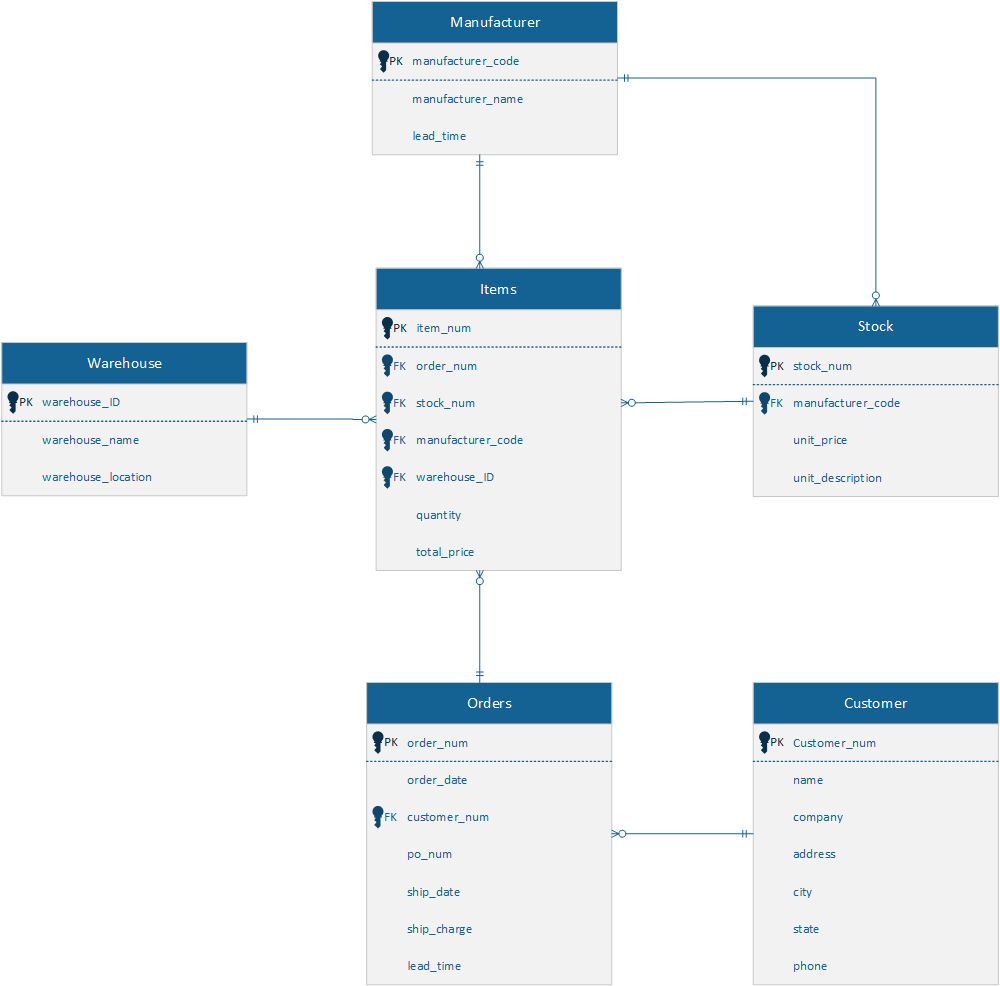 Manufacturer
PK manufacturer_code
manufacturer_name
lead_time
Items
PK item_num
FK order_num
FK stock_num
FK manufacturer_code
FK warehouse_ID
quantity
total_price
Stock
PK stock_num
FK manufacturer_code
unit_price
unit_description
Warehouse
PK warehouse_ID
warehouse_name
warehouse_location
Orders
PK order_num
order_date
FK customer_num
po_num
ship_date
ship_charge
lead_time
Customer
PK Customer_num
name
company
address
city
state
phone